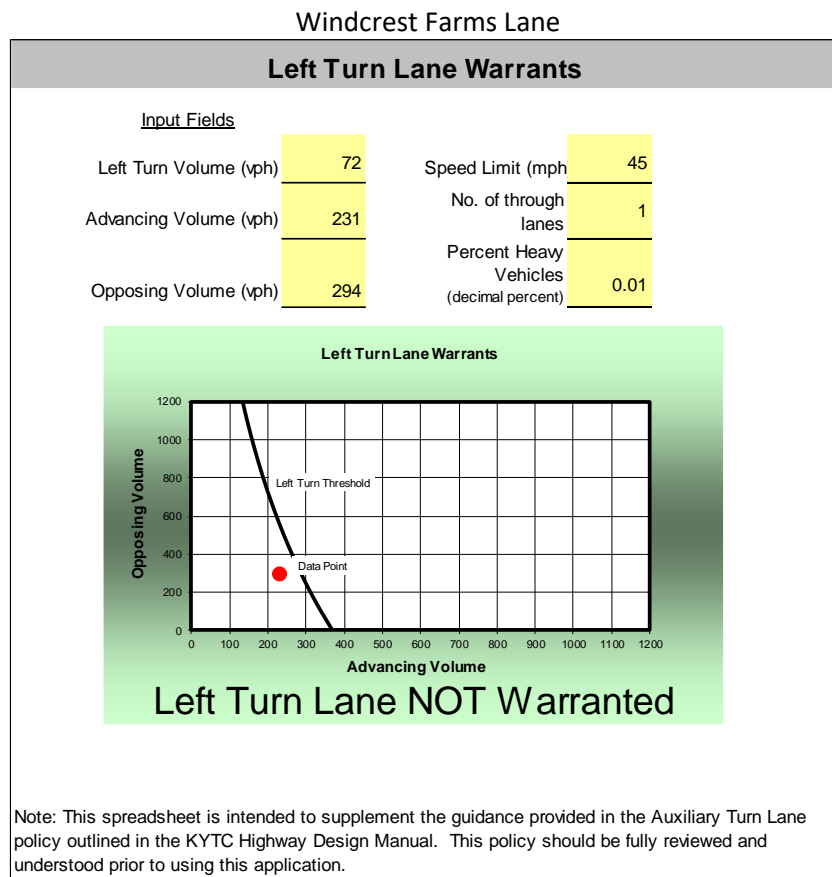 Windcrest Farms Lane
Left Turn Lane Warrants
Input Fields
Left Turn Volume (vph) 72
Speed Limit (mph 45
Advancing Volume (vph) 231
No. of through
lanes
1
Opposing Volume (vph) 294
Percent Heavy
Vehicles
(decimal percent)
0.01
Left Turn Lane Warrants
Opposing Volume
1200
1000
800
600
400
200
0
Left Turn Threshold
Data Point
0 100 200 300 400 500 600 700 800 900 1000 1100 1200
Advancing Volume
Left Turn Lane NOT Warranted
Note: This spreadsheet is intended to supplement the guidance provided in the Auxiliary Turn Lane
policy outlined in the KYTC Highway Design Manual. This policy should be fully reviewed and
understood prior to using this application.